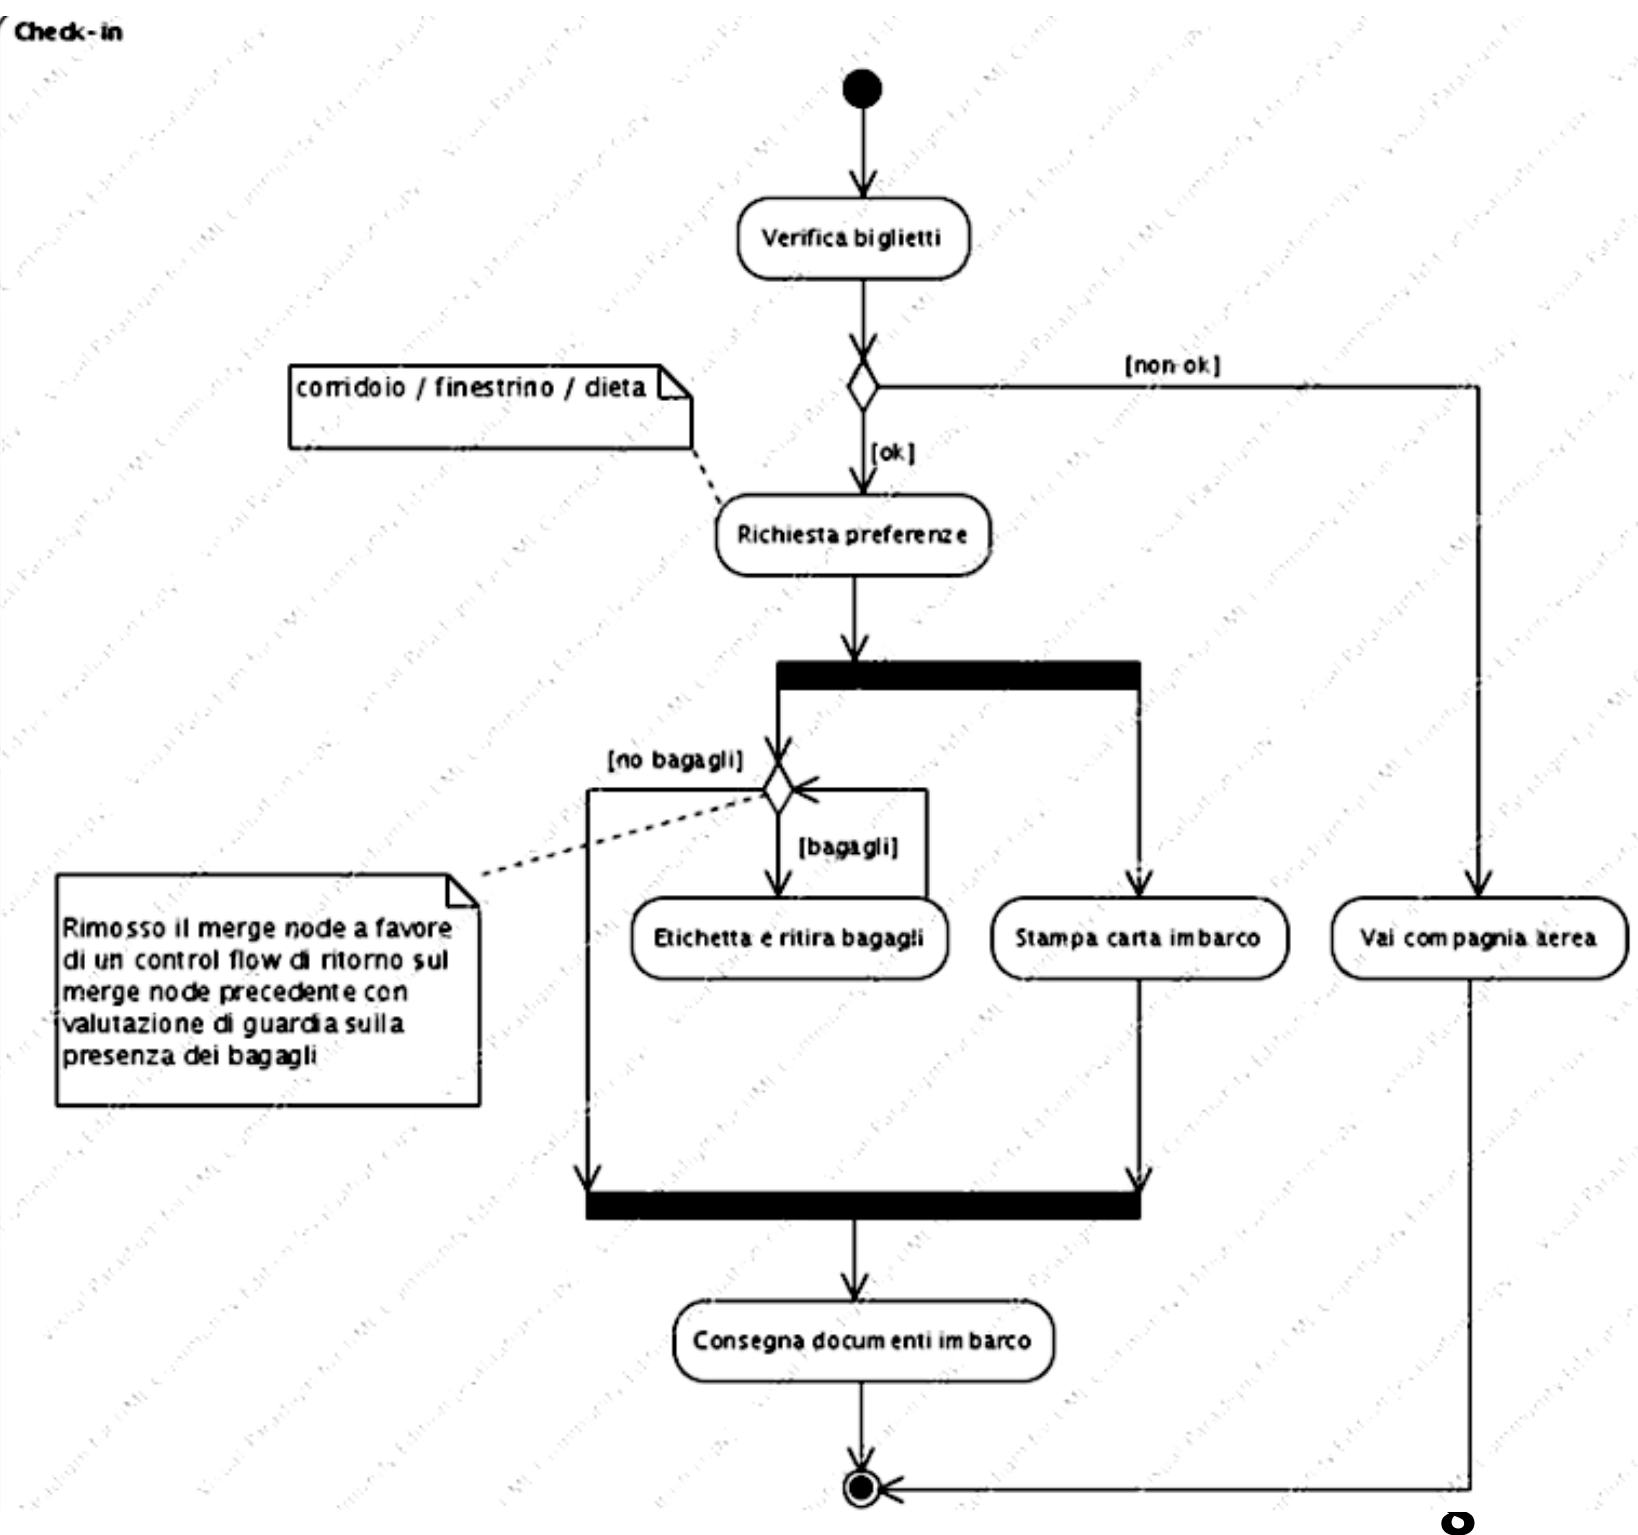 Check-in
Verifica biglietti
[non-ok]
corridoio / finestrino / dieta
[ok]
Richiesta preferenze
[no bagagli]
[bagagli]
Rimosso il merge node a favore
di un control flow di ritorno sul
merge node precedente con
valutazione di guardia sulla
presenza dei bagagli
Etichetta e ritira bagagli
Stampa carta imbarco
Vai compagnia aerea
Consegna documenti imbarco
8